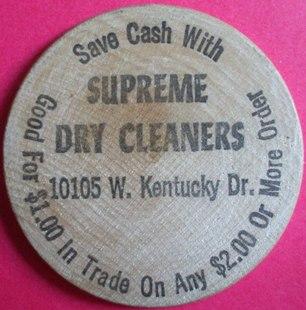 Save Cash With
SUPREME
DRY CLEANERS
10105 W. Kentucky Dr.
Good For $1.00 In Trade On Any $2.00 Or More Order